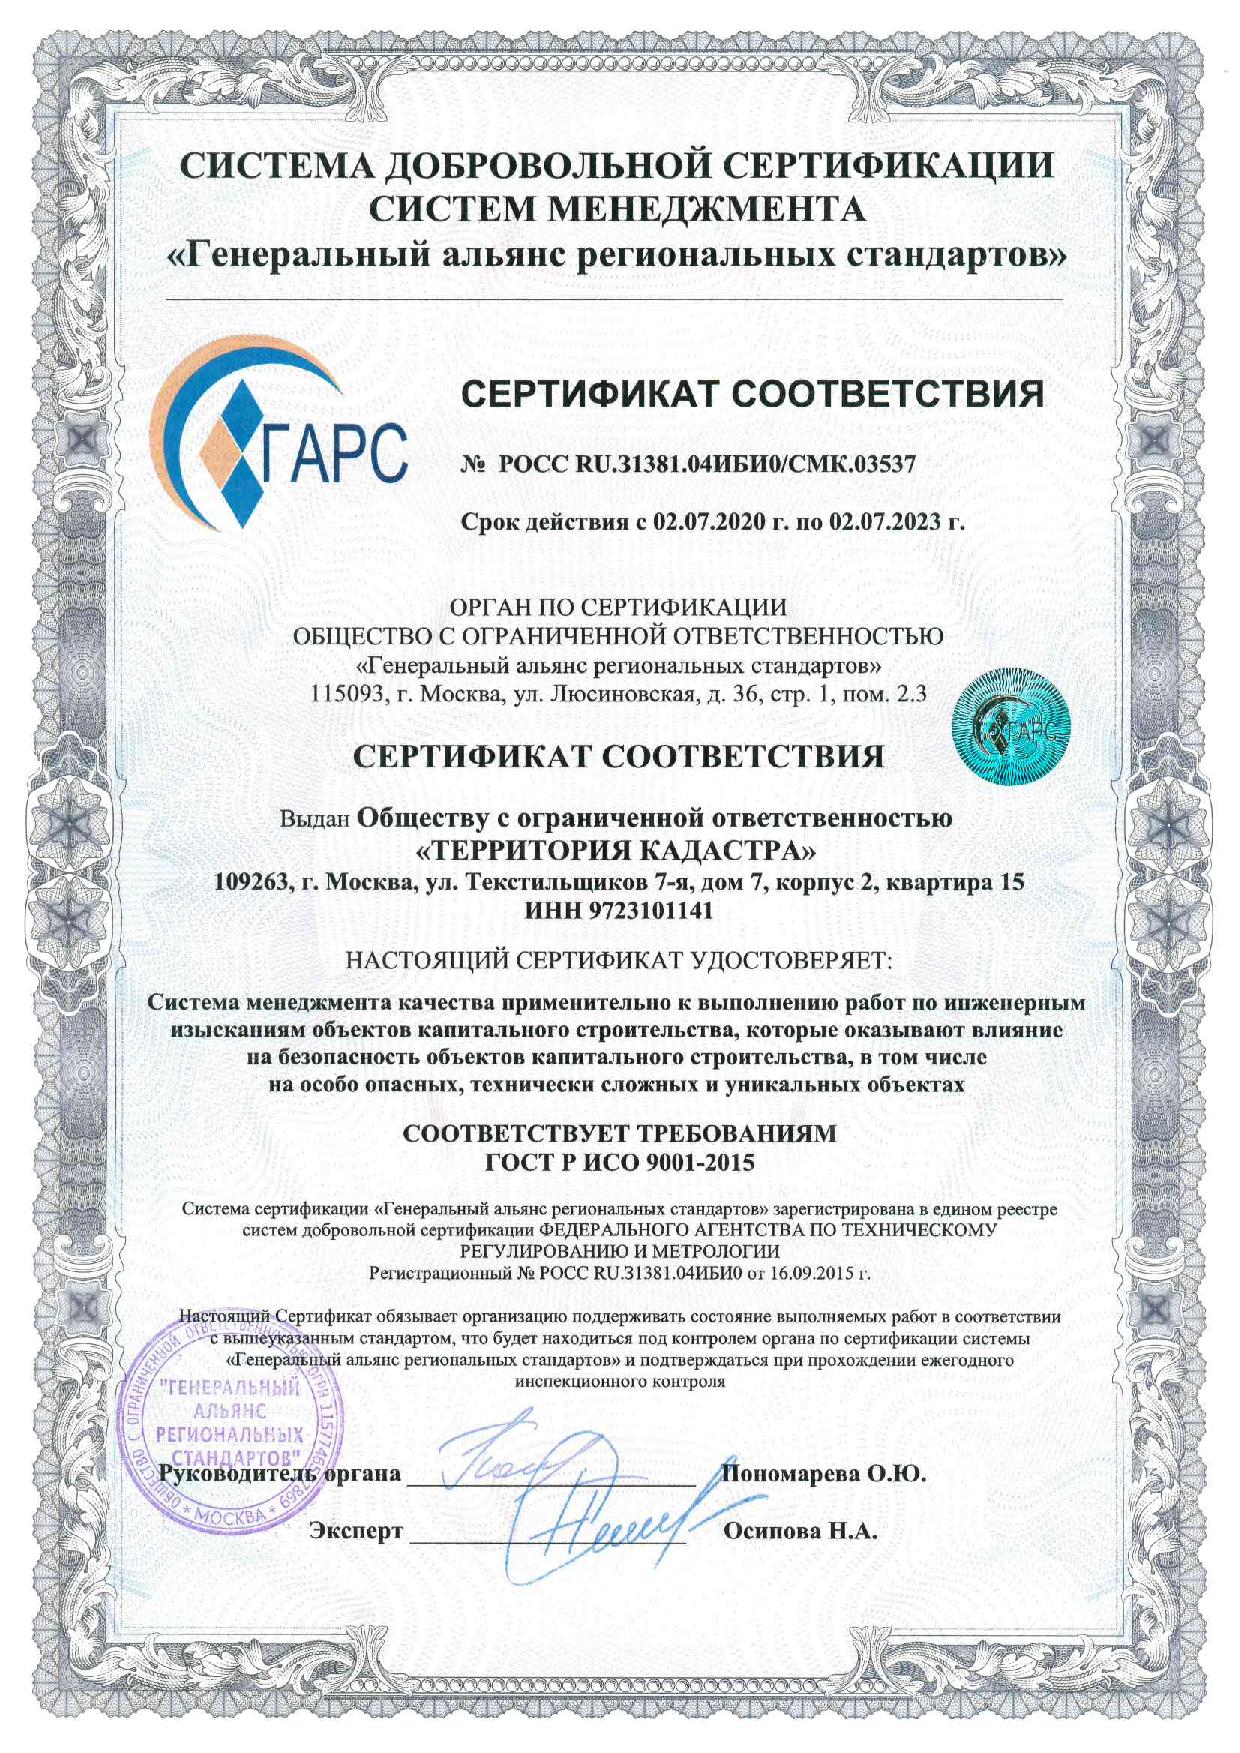 СИСТЕМА ДОБРОВОЛЬНОЙ СЕРТИФИКАЦИИ
СИСТЕМ МЕНЕДЖМЕНТА
«Генеральный альянс региональных стандартов»
ГАРС
СЕРТИФИКАТ СООТВЕТСТВИЯ
№ РОСС RU.31381.04ИБИ0/СМК.03537
Срок действия с 02.07.2020 г. по 02.07.2023 г.
ОРГАН ПО СЕРТИФИКАЦИИ
ОБЩЕСТВО С ОГРАНИЧЕННОЙ ОТВЕТСТВЕННОСТЬЮ
«Генеральный альянс региональных стандартов»
115093, г. Москва, ул. Люсиновская, д. 36, стр. 1, пом. 2.3
ГАРС
СЕРТИФИКАТ СООТВЕТСТВИЯ
Выдан Обществу с ограниченной ответственностью
«ТЕРРИТОРИЯ КАДАСТРА»
109263, г. Москва, ул. Текстильщиков 7-я, дом 7, корпус 2, квартира 15
ИНН 9723101141
НАСТОЯЩИЙ СЕРТИФИКАТ УДОСТОВЕРЯЕТ:
Система менеджмента качества применительно к выполнению работ по инженерным
изысканиям объектов капитального строительства, которые оказывают влияние
на безопасность объектов капитального строительства, в том числе
на особо опасных, технически сложных и уникальных объектах
СООТВЕТСТВУЕТ ТРЕБОВАНИЯМ
ГОСТ Р ИСО 9001-2015
Система сертификации «Генеральный альянс региональных стандартов» зарегистрирована в едином реестре
систем добровольной сертификации ФЕДЕРАЛЬНОГО АГЕНТСТВА ПО ТЕХНИЧЕСКОМУ
РЕГУЛИРОВАНИЮ И МЕТРОЛОГИИ
Регистрационный № РОСС RU.31381.04ИБИ0 от 16.09.2015 г.
Настоящий Сертификат обязывает организацию поддерживать состояние выполняемых работ в соответствии
с вышеуказанным стандартом, что будет находиться под контролем органа по сертификации системы
«Генеральный альянс региональных стандартов» и подтверждаться при прохождении ежегодного
инспекционного контроля
ОБЩЕСТВО С ОГРАНИЧЕННОЙ ОТВЕТСТВЕННОСТЬЮ
"ГЕНЕРАЛЬНЫЙ
АЛЬЯНС
РЕГИОНАЛЬНЫХ
СТАНДАРТОВ"
* МОСКВА *
Руководитель органа Пономарева О.Ю.
Эксперт Осипова Н.А.